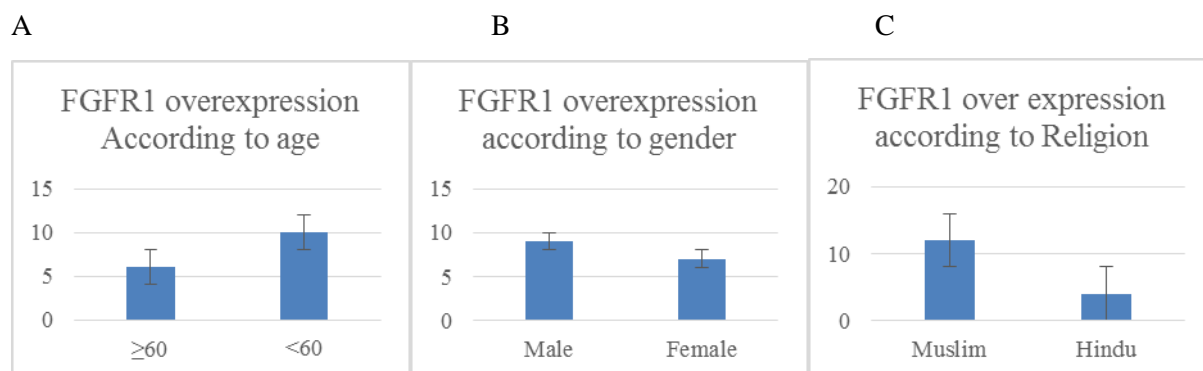 A
B
C
FGFR1 overexpression
According to age
15
10
5
0
≥60
<60
FGFR1 overexpression
according to gender
15
10
5
0
Male
Female
FGFR1 over expression
according to Religion
20
10
0
Muslim
Hindu